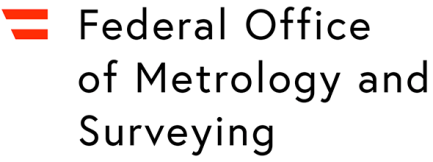 Federal Office
of Metrology and
Surveying